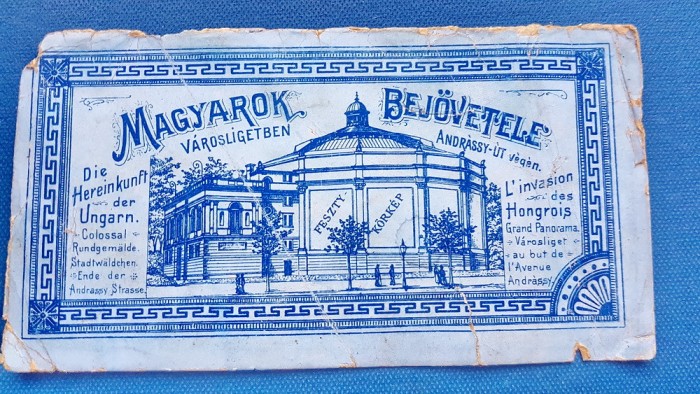 MAGYAROK BEJÖVETELE
VÁROSLIGETBEN
ANDRÁSSY-ÚT végén.
Die
Hereinkunft
der
Ungarn.
Colossal
Rundgemälde.
Stadtwäldchen.
Ende der
Andrassy Strasse.
FESZTY-
KÖRKÉP
L'invasion
des
Hongrois
Grand Panorama.
Városliget
au but de
l'Avenue
Andrássy